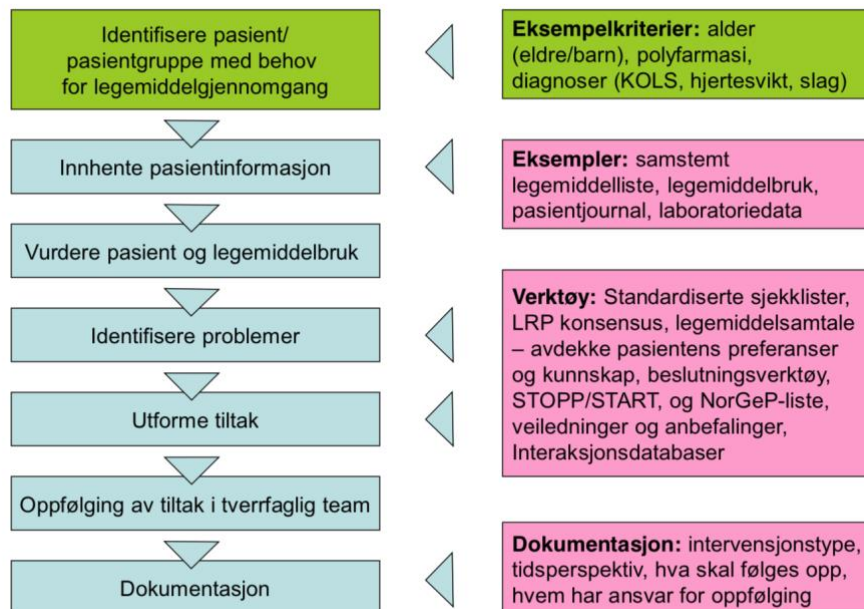 Identifisere pasient/
pasientgruppe med behov
for legemiddelgjennomgang
Eksempelkriterier: alder
(eldre/barn), polyfarmasi,
diagnoser (KOLS, hjertesvikt, slag)
Innhente pasientinformasjon
Eksempler: samstemt
legemiddelliste, legemiddelbruk,
pasientjournal, laboratoriedata
Vurdere pasient og legemiddelbruk
Identifisere problemer
Verktøy: Standardiserte sjekklister,
LRP konsensus, legemiddelsamtale
– avdekke pasientens preferanser
og kunnskap, beslutningsverktøy,
STOPP/START, og NorGeP-liste,
veiledninger og anbefalinger,
Interaksjonsdatabaser
Utforme tiltak
Oppfølging av tiltak i tverrfaglig team
Dokumentasjon
Dokumentasjon: intervensjonstype,
tidsperspektiv, hva skal følges opp,
hvem har ansvar for oppfølging